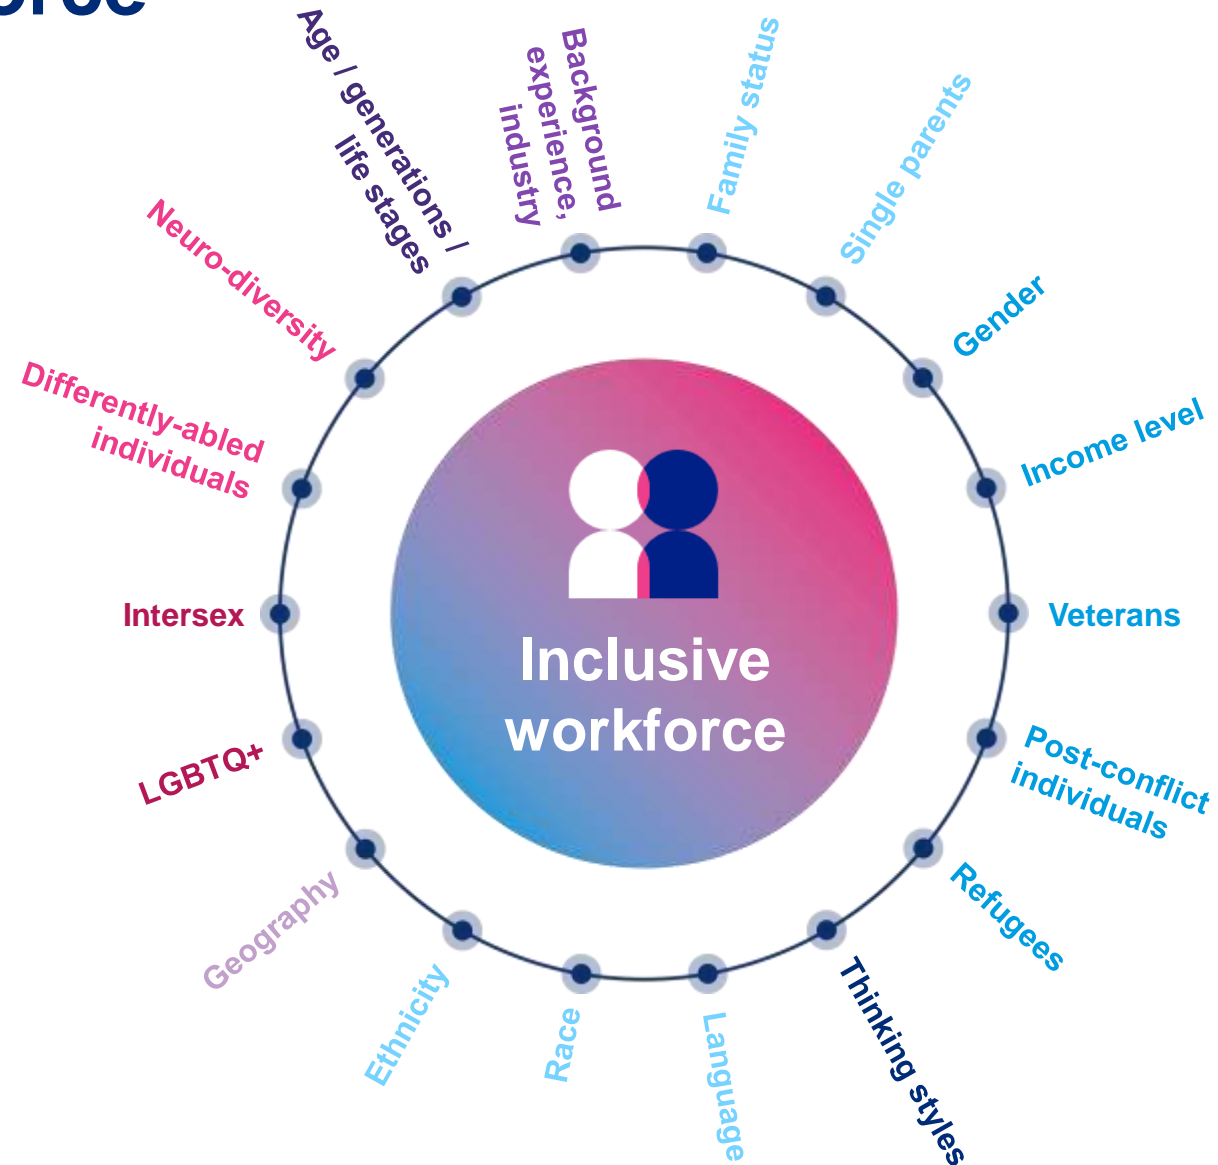 Age / generations /
life stages
Background
experience,
industry
Family status
Single parents
Gender
Income level
Veterans
Post-conflict
individuals
Refugees
Thinking styles
Language
Race
Ethnicity
Geography
LGBTQ+
Intersex
Differently-abled
individuals
Neuro-diversity
Inclusive
workforce